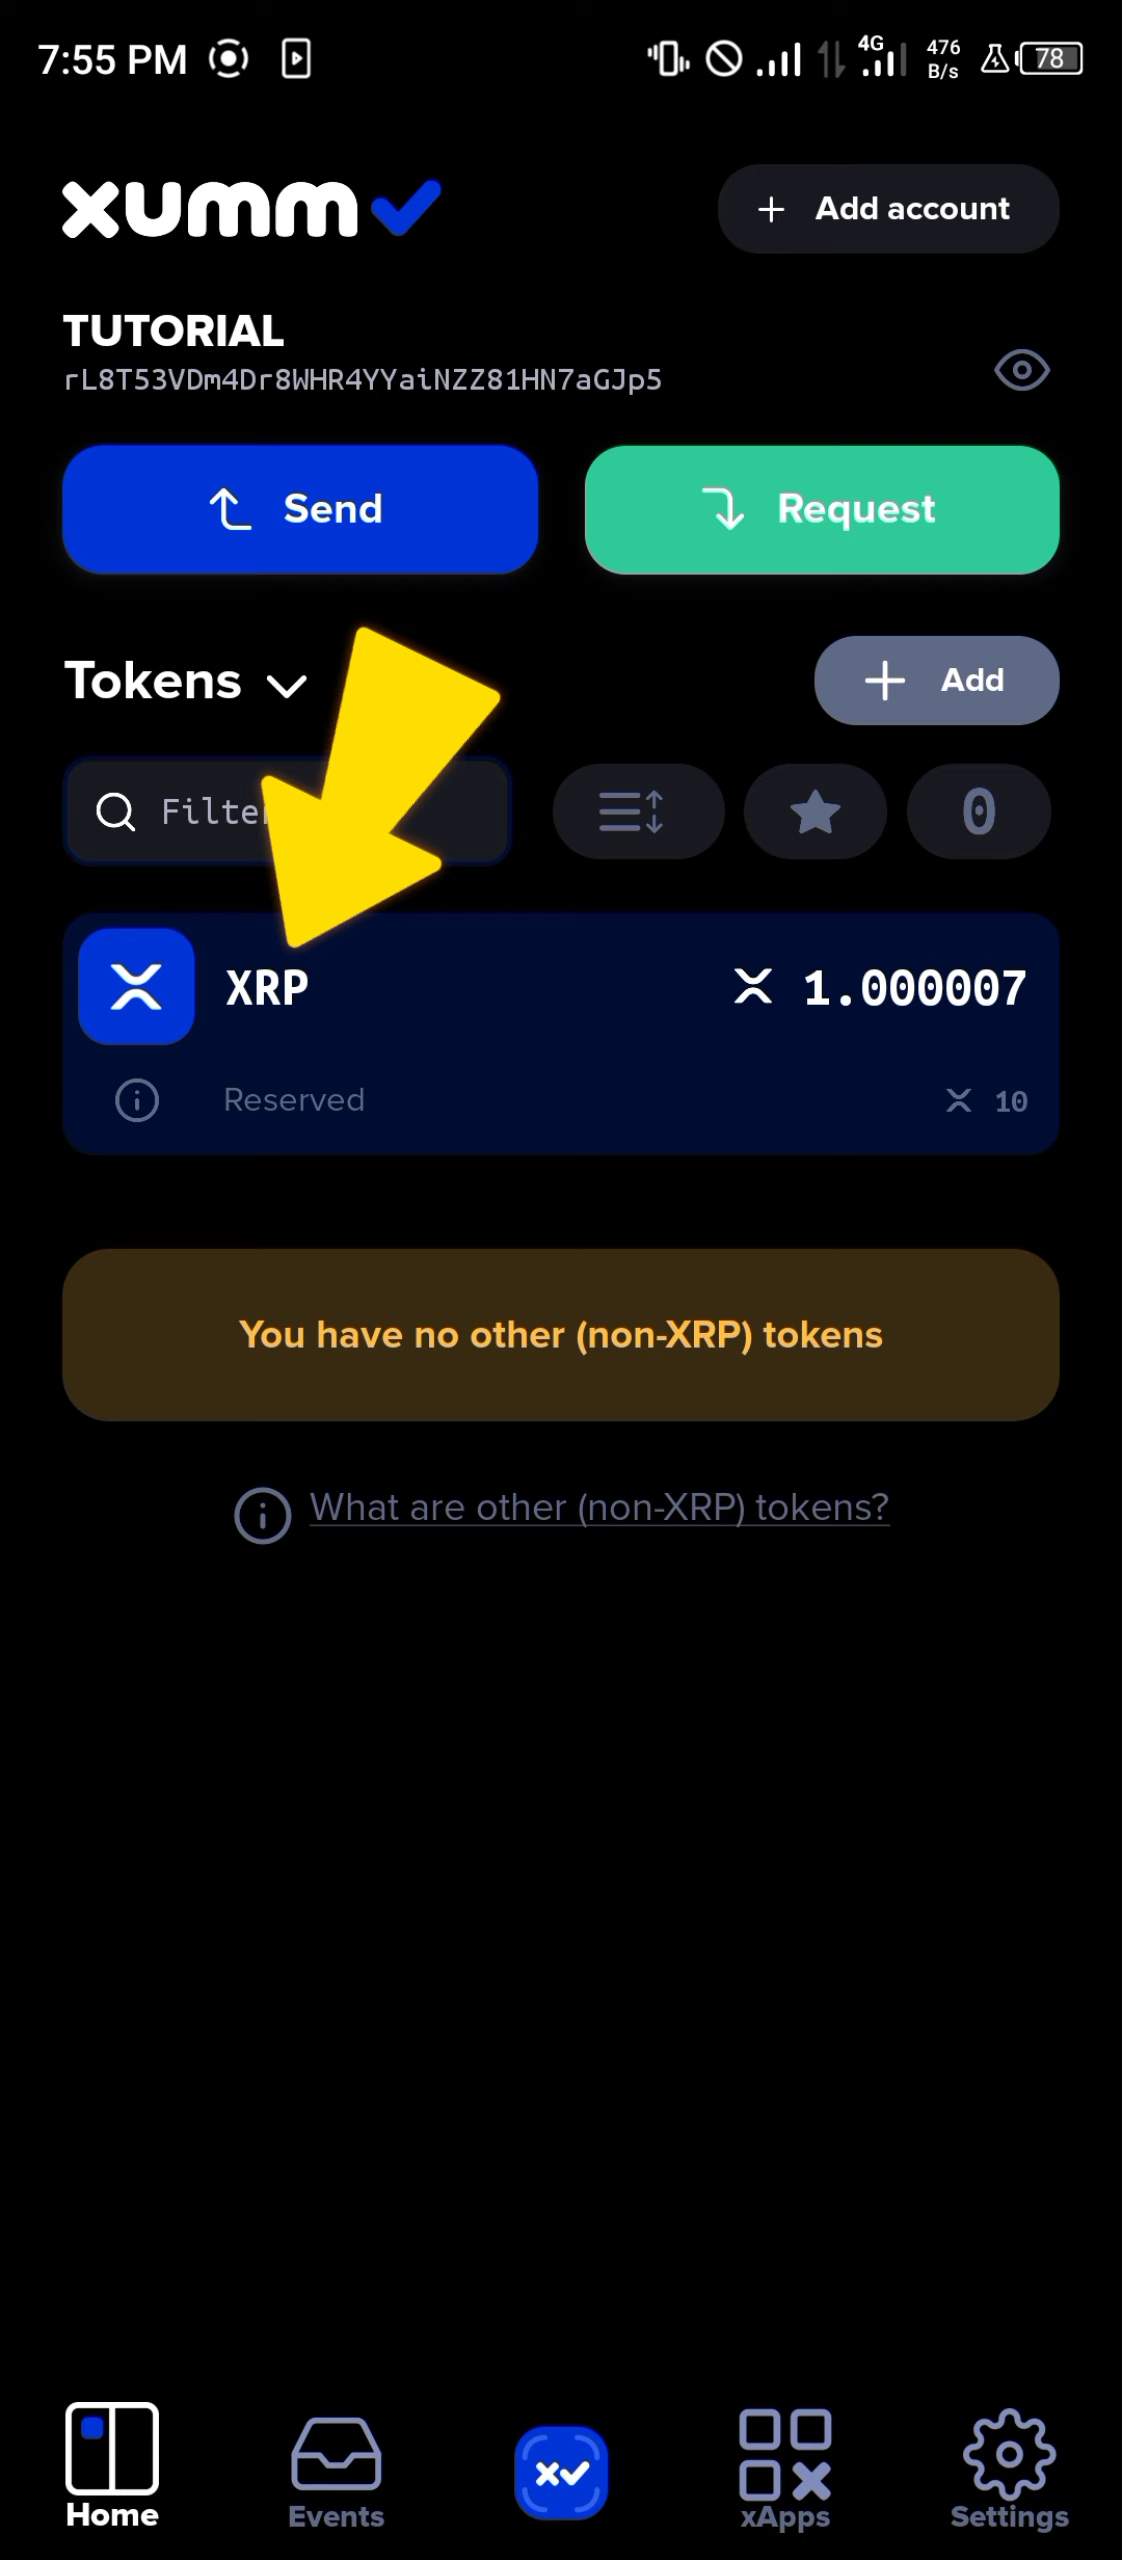 7:55 PM
4G
476
B/s
78
xumm
Add account
TUTORIAL
rL8T53VDm4Dr8WHR4YYaiNZZ81HN7aGJp5
Send
Request
Tokens
Add
Filter
0
XRP
1.000007
Reserved
10
You have no other (non-XRP) tokens
What are other (non-XRP) tokens?
Home
Events
xApps
Settings